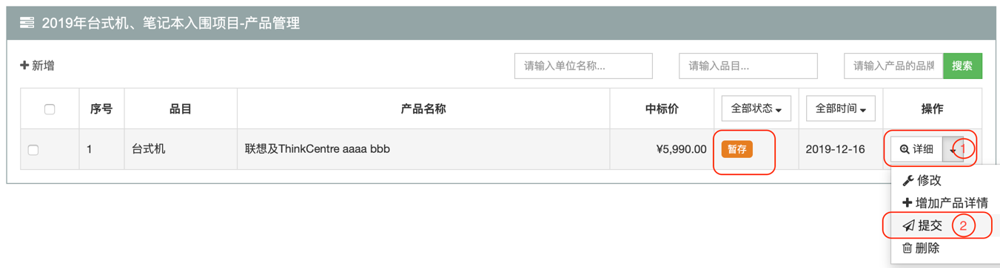 2019年台式机、笔记本入围项目-产品管理
新增 请输入单位名称... 请输入品目... 请输入产品的品牌 搜索
序号 品目 产品名称 中标价 全部状态 全部时间 操作
1 台式机 联想及ThinkCentre aaaa bbb ¥5,990.00 暂存 2019-12-16 详细 1
修改
增加产品详情
提交 2
删除